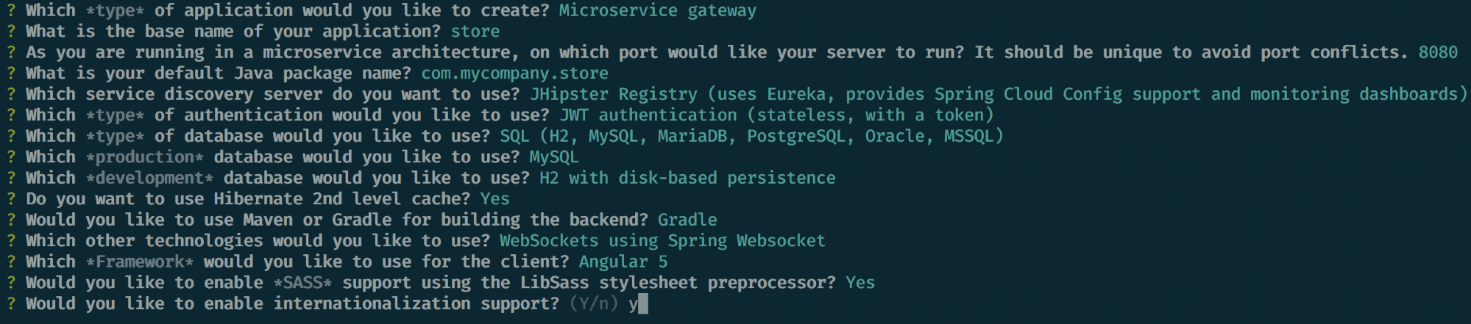 ? Which *type* of application would you like to create? Microservice gateway
? What is the base name of your application? store
? As you are running in a microservice architecture, on which port would like your server to run? It should be unique to avoid port conflicts. 8080
? What is your default Java package name? com.mycompany.store
? Which service discovery server do you want to use? JHipster Registry (uses Eureka, provides Spring Cloud Config support and monitoring dashboards)
? Which *type* of authentication would you like to use? JWT authentication (stateless, with a token)
? Which *type* of database would you like to use? SQL (H2, MySQL, MariaDB, PostgreSQL, Oracle, MSSQL)
? Which *production* database would you like to use? MySQL
? Which *development* database would you like to use? H2 with disk-based persistence
? Do you want to use Hibernate 2nd level cache? Yes
? Would you like to use Maven or Gradle for building the backend? Gradle
? Which other technologies would you like to use? WebSockets using Spring Websocket
? Which *Framework* would you like to use for the client? Angular 5
? Would you like to enable *SASS* support using the LibSass stylesheet preprocessor? Yes
? Would you like to enable internationalization support? (Y/n) y